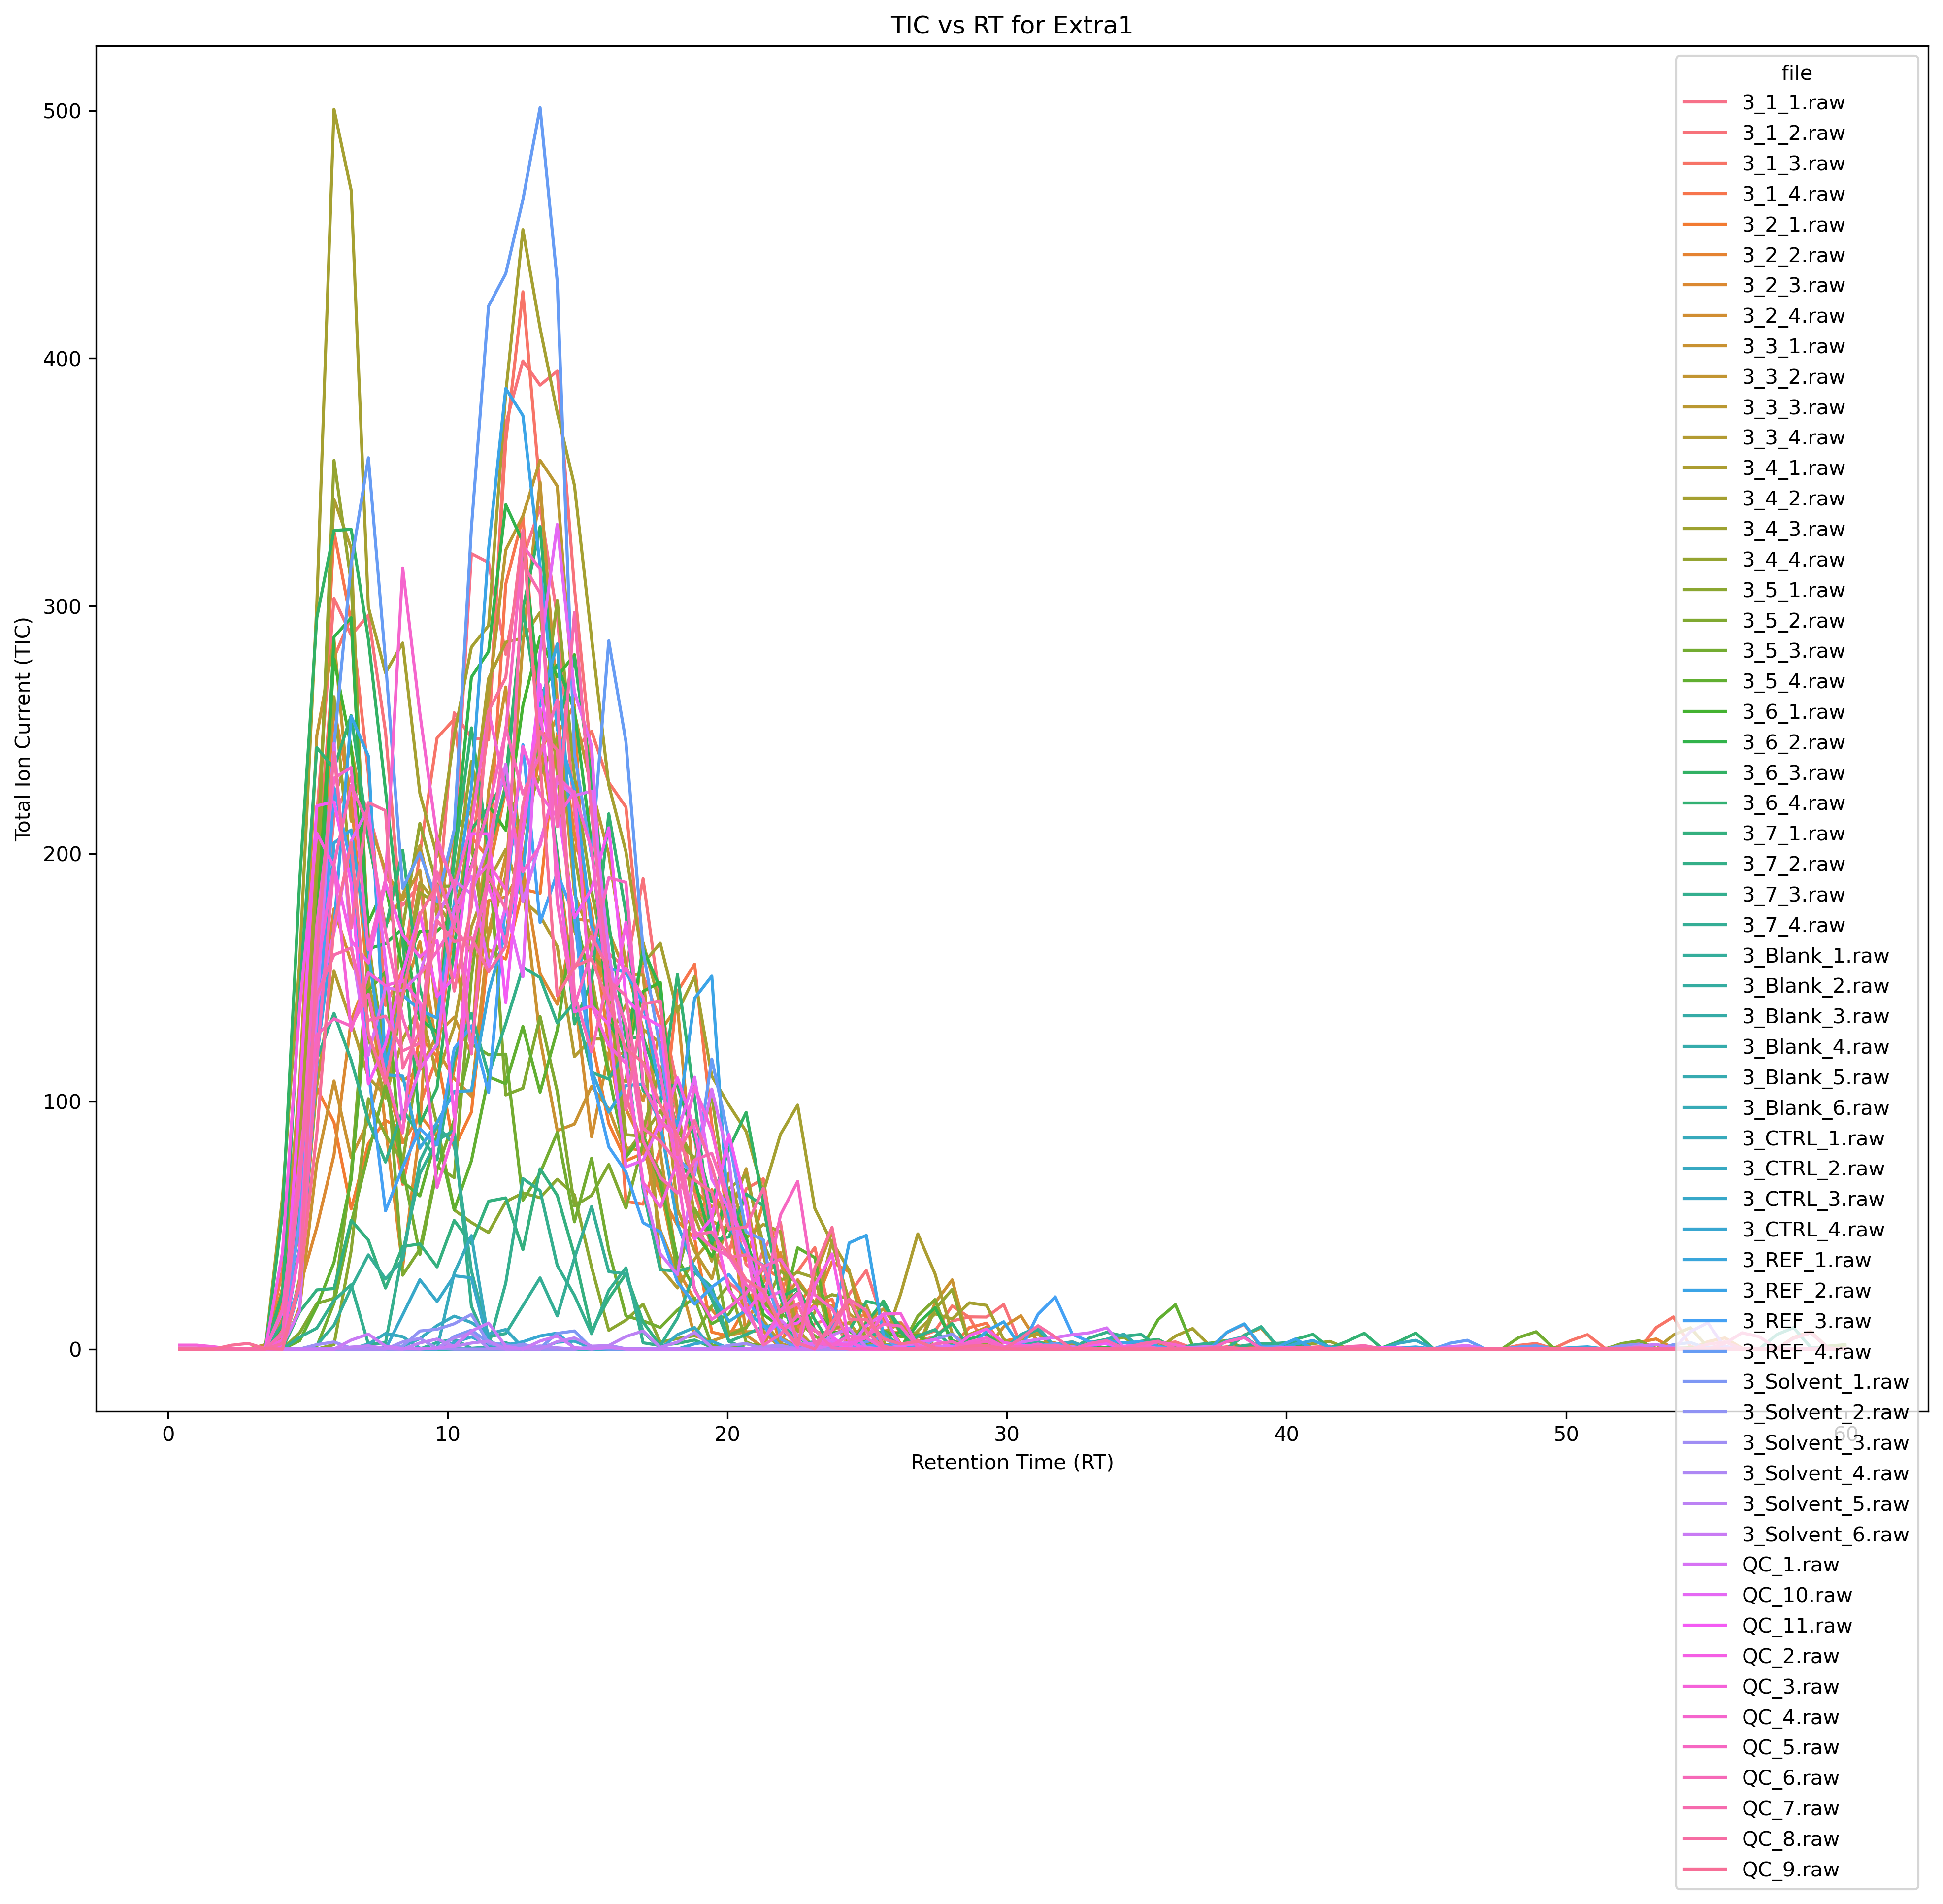 TIC vs RT for Extra1
Total Ion Current (TIC)
500
400
300
200
100
0
0
10
20
30
40
50
60
Retention Time (RT)
file
3_1_1.raw
3_1_2.raw
3_1_3.raw
3_1_4.raw
3_2_1.raw
3_2_2.raw
3_2_3.raw
3_2_4.raw
3_3_1.raw
3_3_2.raw
3_3_3.raw
3_3_4.raw
3_4_1.raw
3_4_2.raw
3_4_3.raw
3_4_4.raw
3_5_1.raw
3_5_2.raw
3_5_3.raw
3_5_4.raw
3_6_1.raw
3_6_2.raw
3_6_3.raw
3_6_4.raw
3_7_1.raw
3_7_2.raw
3_7_3.raw
3_7_4.raw
3_Blank_1.raw
3_Blank_2.raw
3_Blank_3.raw
3_Blank_4.raw
3_Blank_5.raw
3_Blank_6.raw
3_CTRL_1.raw
3_CTRL_2.raw
3_CTRL_3.raw
3_CTRL_4.raw
3_REF_1.raw
3_REF_2.raw
3_REF_3.raw
3_REF_4.raw
3_Solvent_1.raw
3_Solvent_2.raw
3_Solvent_3.raw
3_Solvent_4.raw
3_Solvent_5.raw
3_Solvent_6.raw
QC_1.raw
QC_10.raw
QC_11.raw
QC_2.raw
QC_3.raw
QC_4.raw
QC_5.raw
QC_6.raw
QC_7.raw
QC_8.raw
QC_9.raw